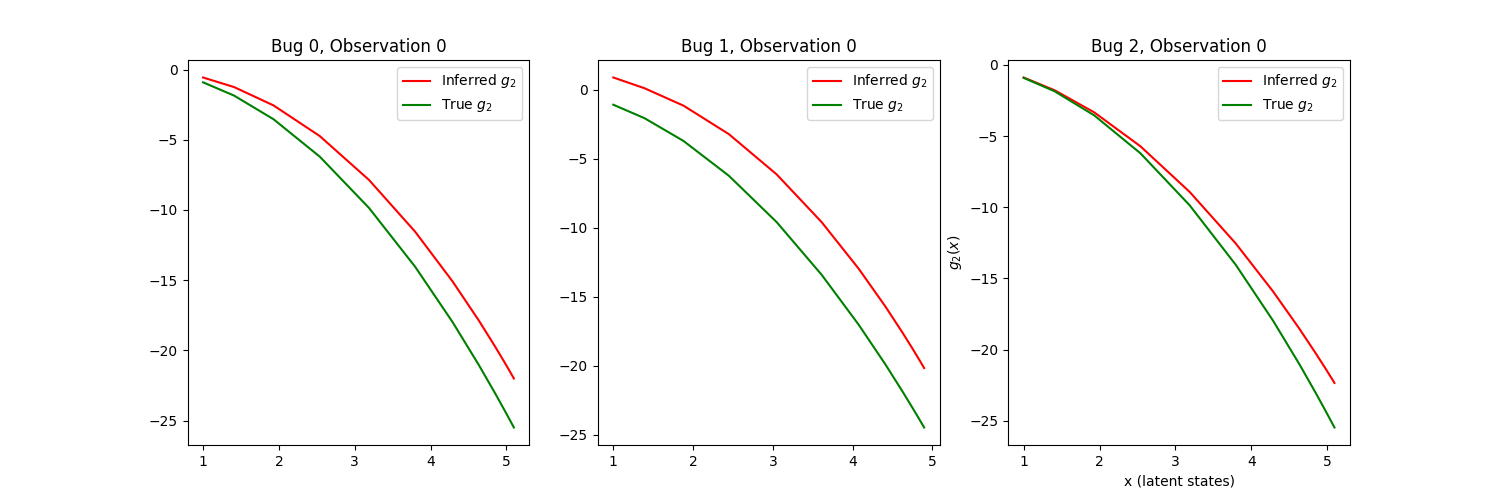 Bug 0, Observation 0
Inferred g₂
True g₂
0
−5
−10
−15
−20
−25
1 2 3 4 5
Bug 1, Observation 0
Inferred g₂
True g₂
0
−5
−10
−15
−20
−25
1 2 3 4 5
Bug 2, Observation 0
Inferred g₂
True g₂
g₂(x)
0
−5
−10
−15
−20
−25
1 2 3 4 5
x (latent states)